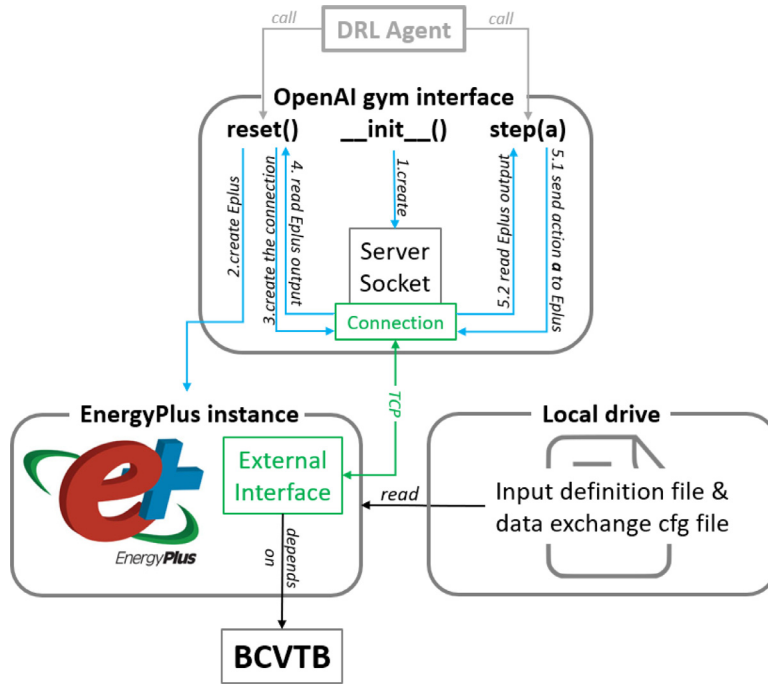 call
DRL Agent
call
OpenAI gym interface
reset()
__init__()
step(a)
2.create Eplus
3.create the connection
4. read Eplus output
1.create
5.2 read Eplus output
5.1 send action a to Eplus
Server
Socket
Connection
TCP
EnergyPlus instance
Local drive
e+
EnergyPlus
External
Interface
read
Input definition file &
data exchange cfg file
depends
on
BCVTB